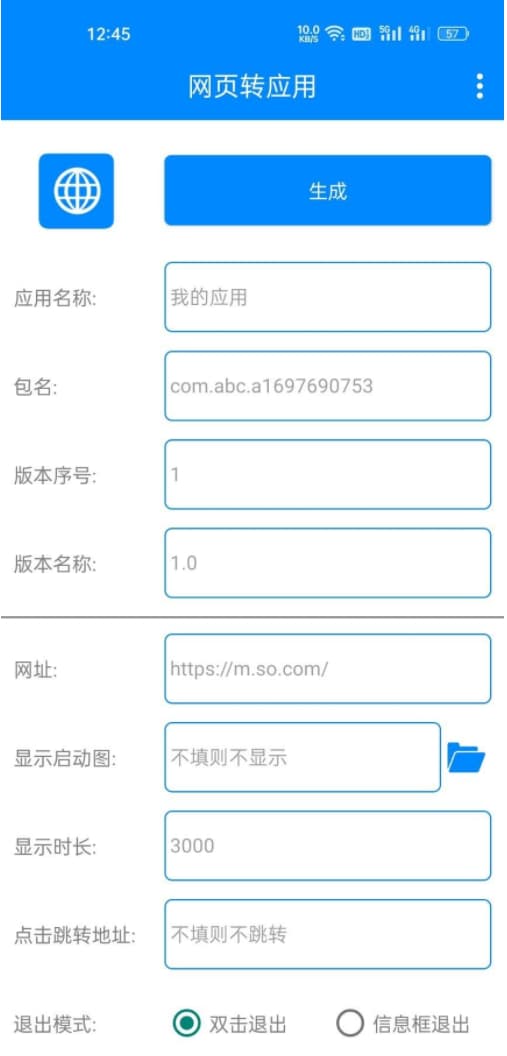 12:45
10.0 KB/S HD 5G 4G 57
网页转应用
生成
应用名称: 我的应用
包名: com.abc.a1697690753
版本序号: 1
版本名称: 1.0
网址: https://m.so.com/
显示启动图: 不填则不显示
显示时长: 3000
点击跳转地址: 不填则不跳转
退出模式: 双击退出 信息框退出